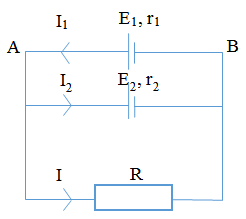 I₁
E₁, r₁
A
B
I₂
E₂, r₂
I
R